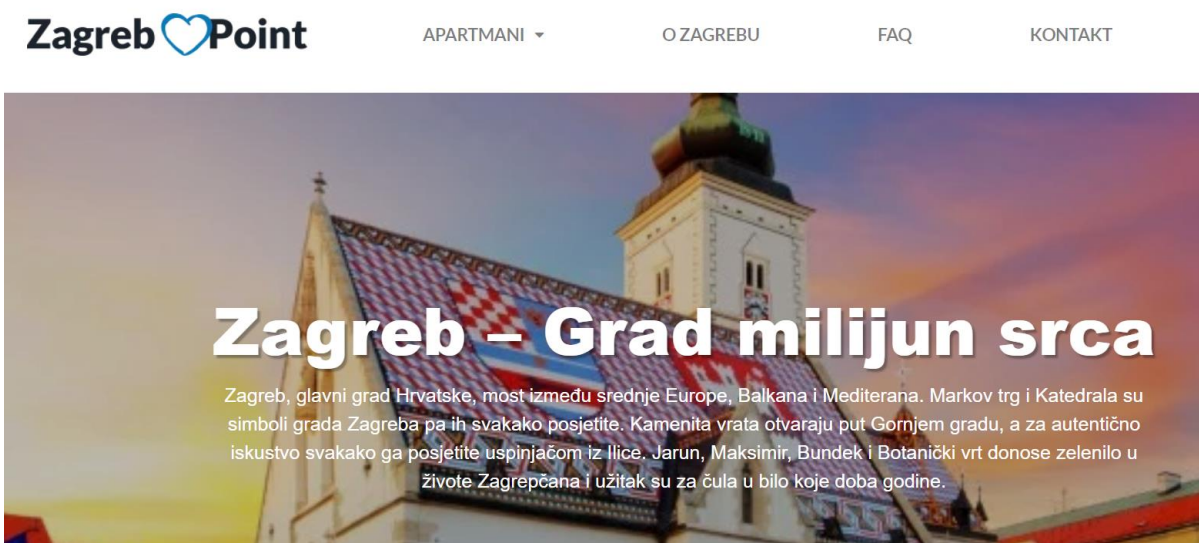 Zagreb Point
APARTMANI
O ZAGREBU
FAQ
KONTAKT
Zagreb – Grad milijun srca
Zagreb, glavni grad Hrvatske, most između srednje Europe, Balkana i Mediterana. Markov trg i Katedrala su
simboli grada Zagreba pa ih svakako posjetite. Kamenita vrata otvaraju put Gornjem gradu, a za autentično
iskustvo svakako ga posjetite uspinjačom iz Ilice. Jarun, Maksimir, Bundek i Botanički vrt donose zelenilo u
živote Zagrepčana i užitak su za čula u bilo koje doba godine.